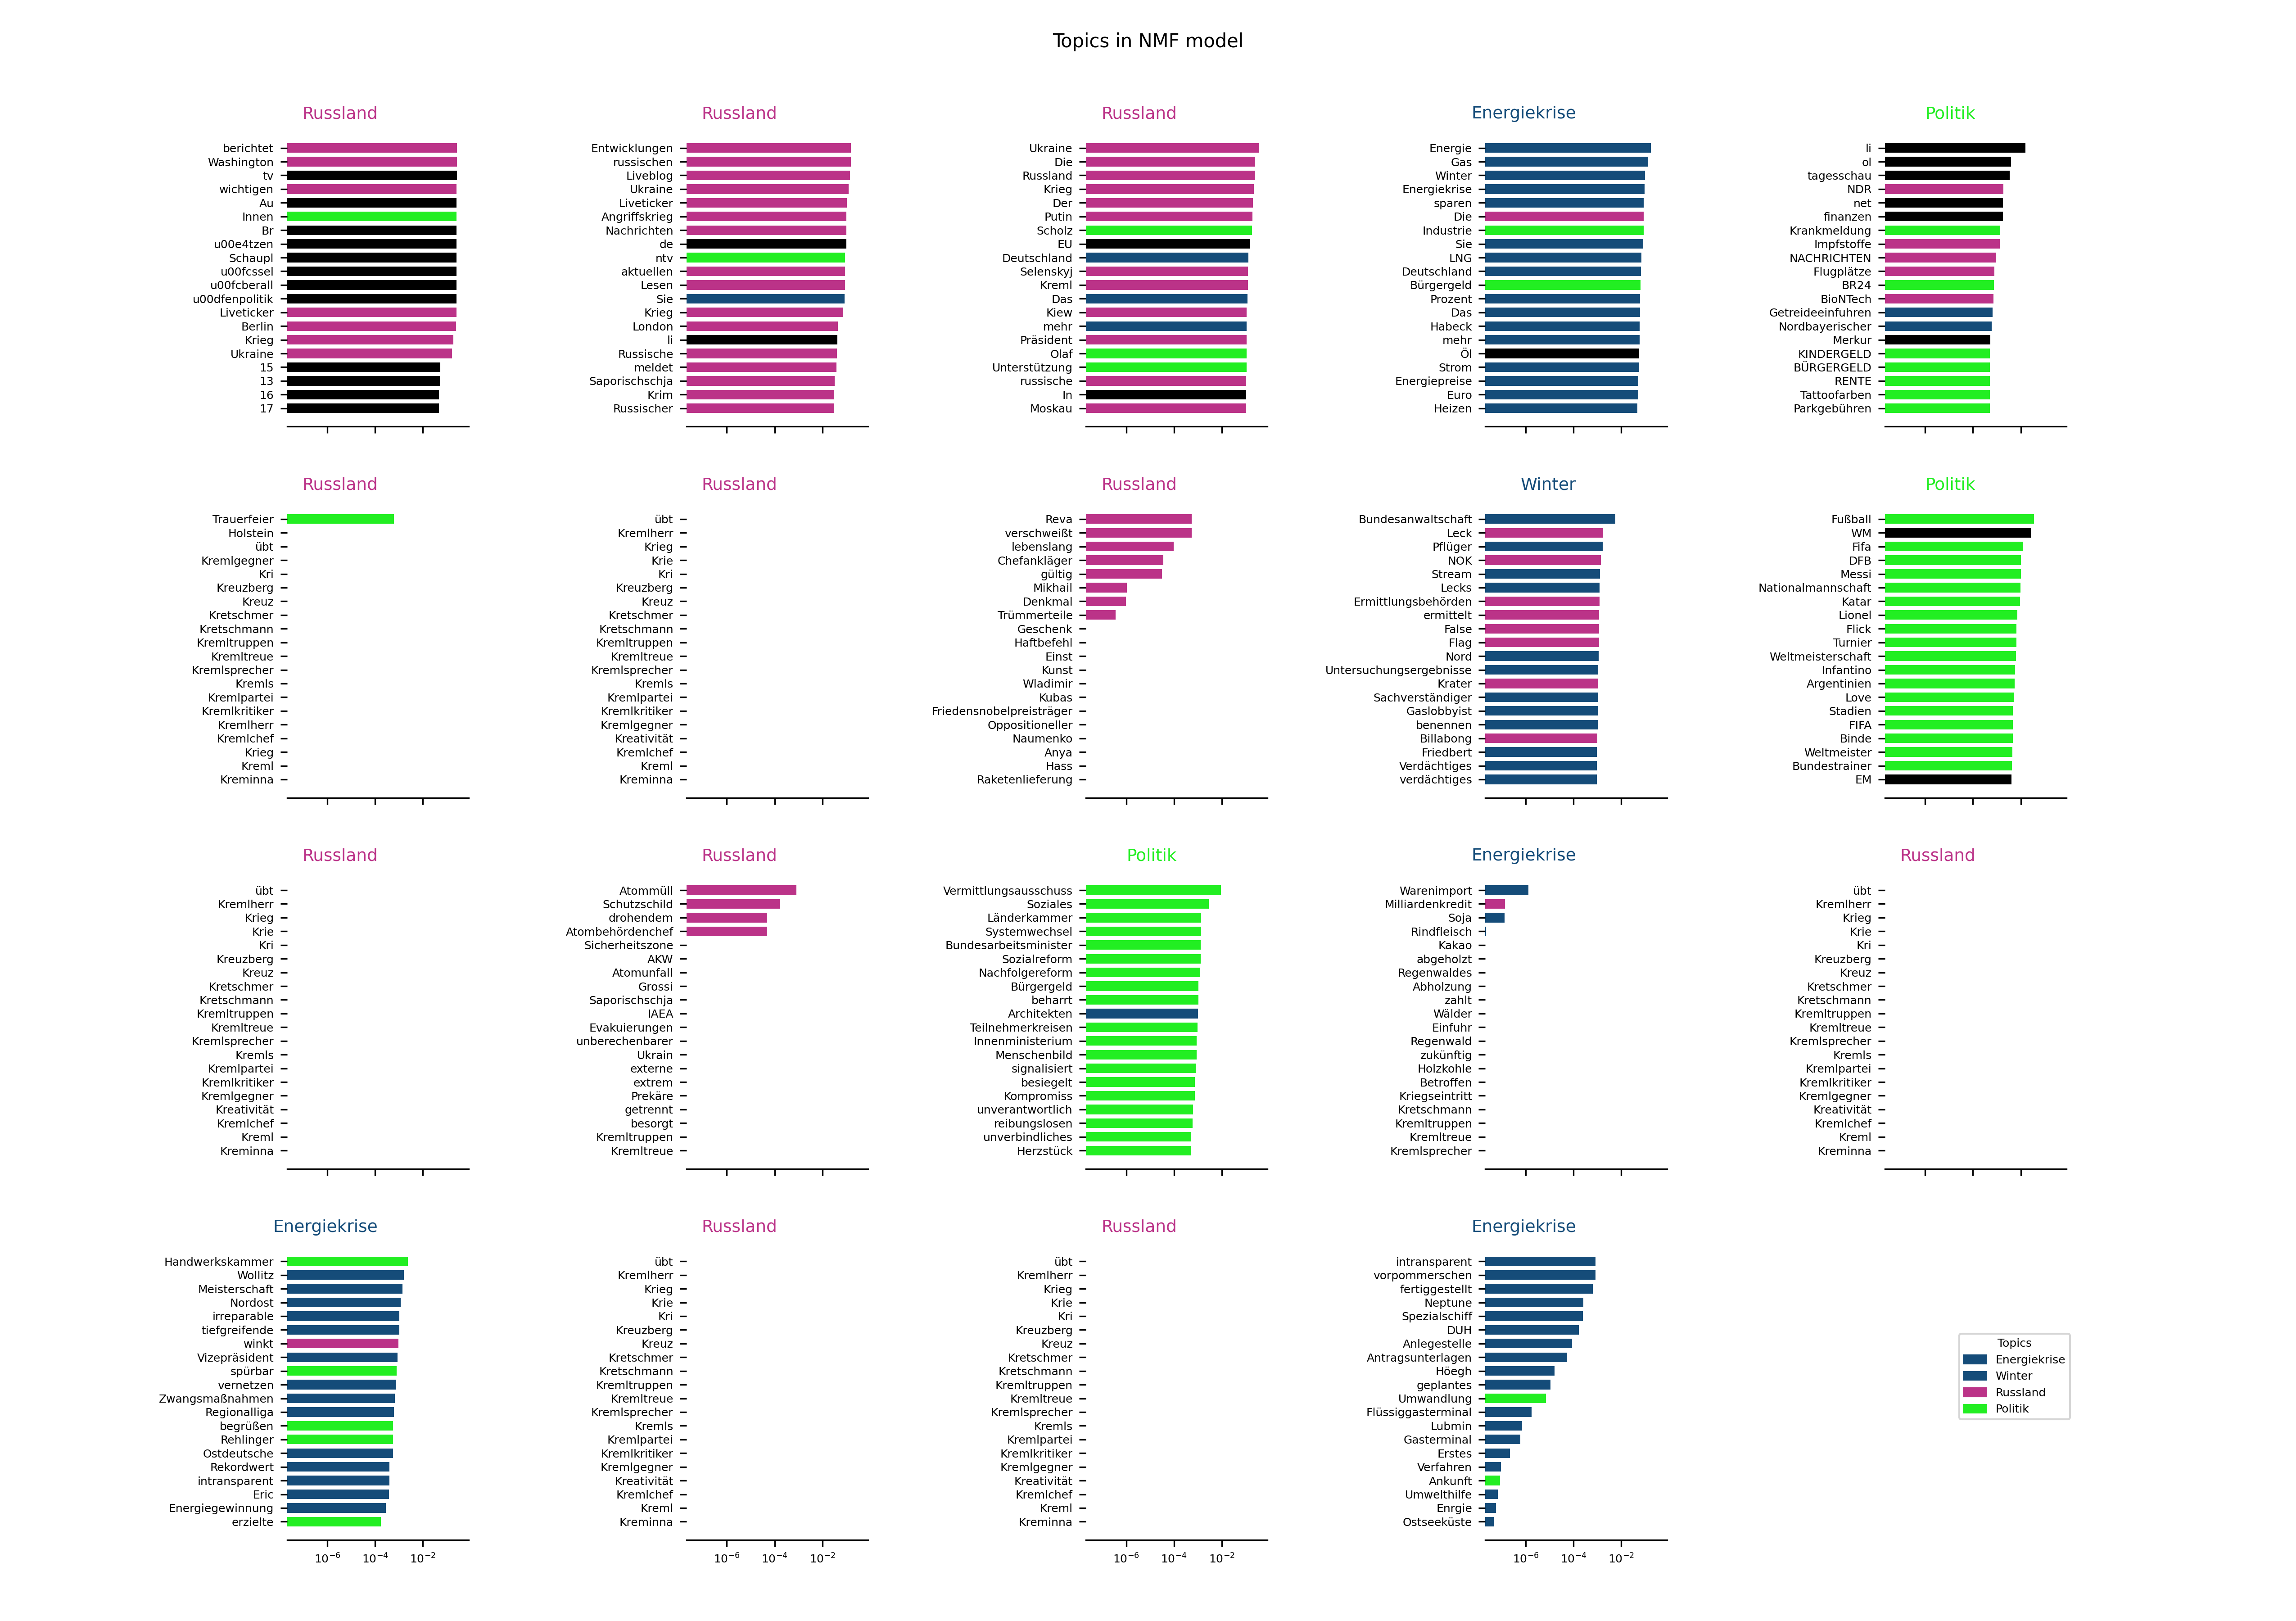 Topics in NMF model
Russland
berichtet
Washington
tv
wichtigen
Au
Innen
Br
u00e4tzen
Schaupl
u00fcssel
u00fcberall
u00dfenpolitik
Liveticker
Berlin
Krieg
Ukraine
15
13
16
17
Russland
Entwicklungen
russischen
Liveblog
Ukraine
Liveticker
Angriffskrieg
Nachrichten
de
ntv
aktuellen
Lesen
Sie
Krieg
London
li
Russische
meldet
Saporischschja
Krim
Russischer
Russland
Ukraine
Die
Russland
Krieg
Der
Putin
Scholz
EU
Deutschland
Selenskyj
Kreml
Das
Kiew
mehr
Präsident
Olaf
Unterstützung
russische
In
Moskau
Energiekrise
Energie
Gas
Winter
Energiekrise
sparen
Die
Industrie
Sie
LNG
Deutschland
Bürgergeld
Prozent
Das
Habeck
mehr
Öl
Strom
Energiepreise
Euro
Heizen
Politik
li
ol
tagesschau
NDR
net
finanzen
Krankmeldung
Impfstoffe
NACHRICHTEN
Flugplätze
BR24
BioNTech
Getreideeinfuhren
Nordbayerischer
Merkur
KINDERGELD
BÜRGERGELD
RENTE
Tattoofarben
Parkgebühren
Russland
Trauerfeier
Holstein
übt
Kremlgegner
Kri
Kreuzberg
Kreuz
Kretschmer
Kretschmann
Kremltruppen
Kremltreue
Kremlsprecher
Kremls
Kremlpartei
Kremlkritiker
Kremlherr
Kremlchef
Krieg
Kreml
Kreminna
Russland
übt
Kremlherr
Krieg
Krie
Kri
Kreuzberg
Kreuz
Kretschmer
Kretschmann
Kremltruppen
Kremltreue
Kremlsprecher
Kremls
Kremlpartei
Kremlkritiker
Kremlgegner
Kreativität
Kremlchef
Kreml
Kreminna
Russland
Reva
verschweißt
lebenslang
Chefankläger
gültig
Mikhail
Denkmal
Trümmerteile
Geschenk
Haftbefehl
Einst
Kunst
Wladimir
Kubas
Friedensnobelpreisträger
Oppositioneller
Naumenko
Anya
Hass
Raketenlieferung
Winter
Bundesanwaltschaft
Leck
Pflüger
NOK
Stream
Lecks
Ermittlungsbehörden
ermittelt
False
Flag
Nord
Untersuchungsergebnisse
Krater
Sachverständiger
Gaslobbyist
benennen
Billabong
Friedbert
Verdächtiges
verdächtiges
Politik
Fußball
WM
Fifa
DFB
Messi
Nationalmannschaft
Katar
Lionel
Flick
Turnier
Weltmeisterschaft
Infantino
Argentinien
Love
Stadien
FIFA
Binde
Weltmeister
Bundestrainer
EM
Russland
übt
Kremlherr
Krieg
Krie
Kri
Kreuzberg
Kreuz
Kretschmer
Kretschmann
Kremltruppen
Kremltreue
Kremlsprecher
Kremls
Kremlpartei
Kremlkritiker
Kremlgegner
Kreativität
Kremlchef
Kreml
Kreminna
Russland
Atommüll
Schutzschild
drohendem
Atombehördenchef
Sicherheitszone
AKW
Atomunfall
Grossi
Saporischschja
IAEA
Evakuierungen
unberechenbarer
Ukrain
externe
extrem
Prekäre
getrennt
besorgt
Kremltruppen
Kremltreue
Politik
Vermittlungsausschuss
Soziales
Länderkammer
Systemwechsel
Bundesarbeitsminister
Sozialreform
Nachfolgereform
Bürgergeld
beharrt
Architekten
Teilnehmerkreisen
Innenministerium
Menschenbild
signalisiert
besiegelt
Kompromiss
unverantwortlich
reibungslosen
unverbindliches
Herzstück
Energiekrise
Warenimport
Milliardenkredit
Soja
Rindfleisch
Kakao
abgeholzt
Regenwaldes
Abholzung
zahlt
Wälder
Einfuhr
Regenwald
zukünftig
Holzkohle
Betroffen
Kriegseintritt
Kretschmann
Kremltruppen
Kremltreue
Kremlsprecher
Russland
übt
Kremlherr
Krieg
Krie
Kri
Kreuzberg
Kreuz
Kretschmer
Kretschmann
Kremltruppen
Kremltreue
Kremlsprecher
Kremls
Kremlpartei
Kremlkritiker
Kremlgegner
Kreativität
Kremlchef
Kreml
Kreminna
Energiekrise
Handwerkskammer
Wollitz
Meisterschaft
Nordost
irreparable
tiefgreifende
winkt
Vizepräsident
spürbar
vernetzen
Zwangsmaßnahmen
Regionalliga
begrüßen
Rehlinger
Ostdeutsche
Rekordwert
intransparent
Eric
Energiegewinnung
erzielte
10⁻⁶ 10⁻⁴ 10⁻²
Russland
übt
Kremlherr
Krieg
Krie
Kri
Kreuzberg
Kreuz
Kretschmer
Kretschmann
Kremltruppen
Kremltreue
Kremlsprecher
Kremls
Kremlpartei
Kremlkritiker
Kremlgegner
Kreativität
Kremlchef
Kreml
Kreminna
10⁻⁶ 10⁻⁴ 10⁻²
Russland
übt
Kremlherr
Krieg
Krie
Kri
Kreuzberg
Kreuz
Kretschmer
Kretschmann
Kremltruppen
Kremltreue
Kremlsprecher
Kremls
Kremlpartei
Kremlkritiker
Kremlgegner
Kreativität
Kremlchef
Kreml
Kreminna
10⁻⁶ 10⁻⁴ 10⁻²
Energiekrise
intransparent
vorpommerschen
fertiggestellt
Neptune
Spezialschiff
DUH
Anlegestelle
Antragsunterlagen
Höegh
geplantes
Umwandlung
Flüssiggasterminal
Lubmin
Gasterminal
Erstes
Verfahren
Ankunft
Umwelthilfe
Enrgie
Ostseeküste
10⁻⁶ 10⁻⁴ 10⁻²
Topics
Energiekrise
Winter
Russland
Politik